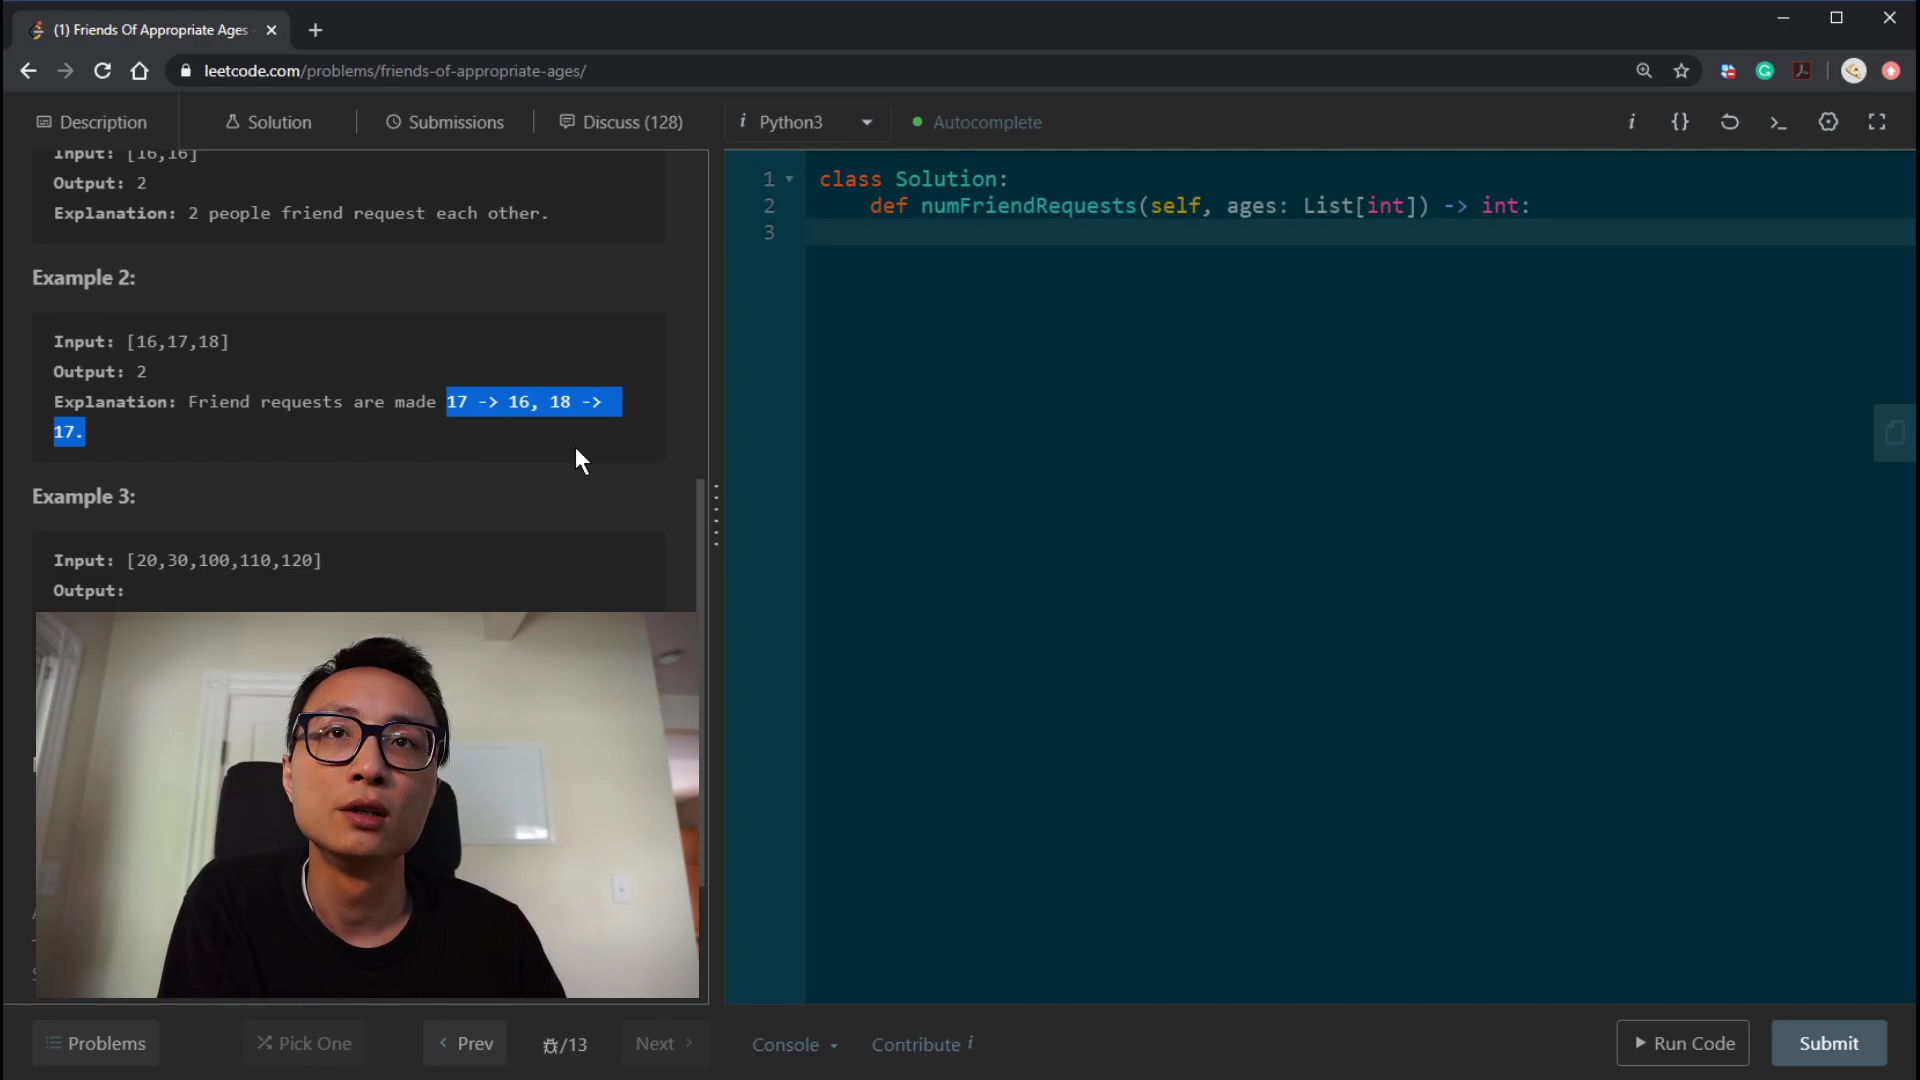 (1) Friends Of Appropriate Ages -
leetcode.com/problems/friends-of-appropriate-ages/
Description
Solution
Submissions
Discuss (128)
i Python3
Autocomplete
i {} >_
Input: [16,16]
Output: 2
Explanation: 2 people friend request each other.
Example 2:
Input: [16,17,18]
Output: 2
Explanation: Friend requests are made 17 -> 16, 18 ->
17.
Example 3:
Input: [20,30,100,110,120]
Output:
1 class Solution:
2 def numFriendRequests(self, ages: List[int]) -> int:
3
Problems
Pick One
< Prev
/13
Next >
Console
Contribute i
Run Code
Submit